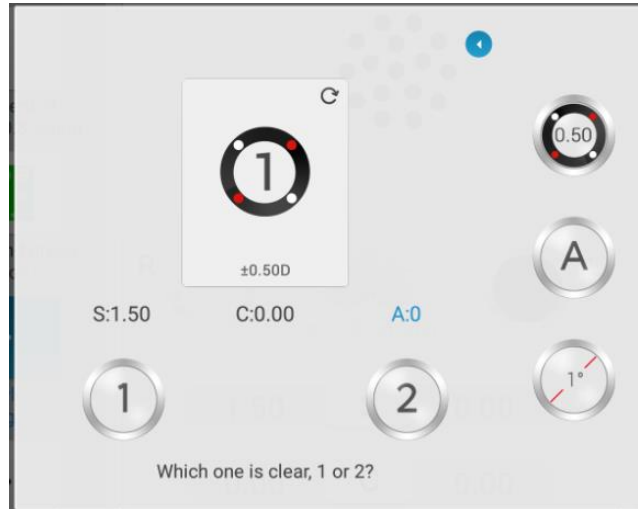 1
0.50
±0.50D
A
S:1.50 C:0.00 A:0
1 2 1°
Which one is clear, 1 or 2?